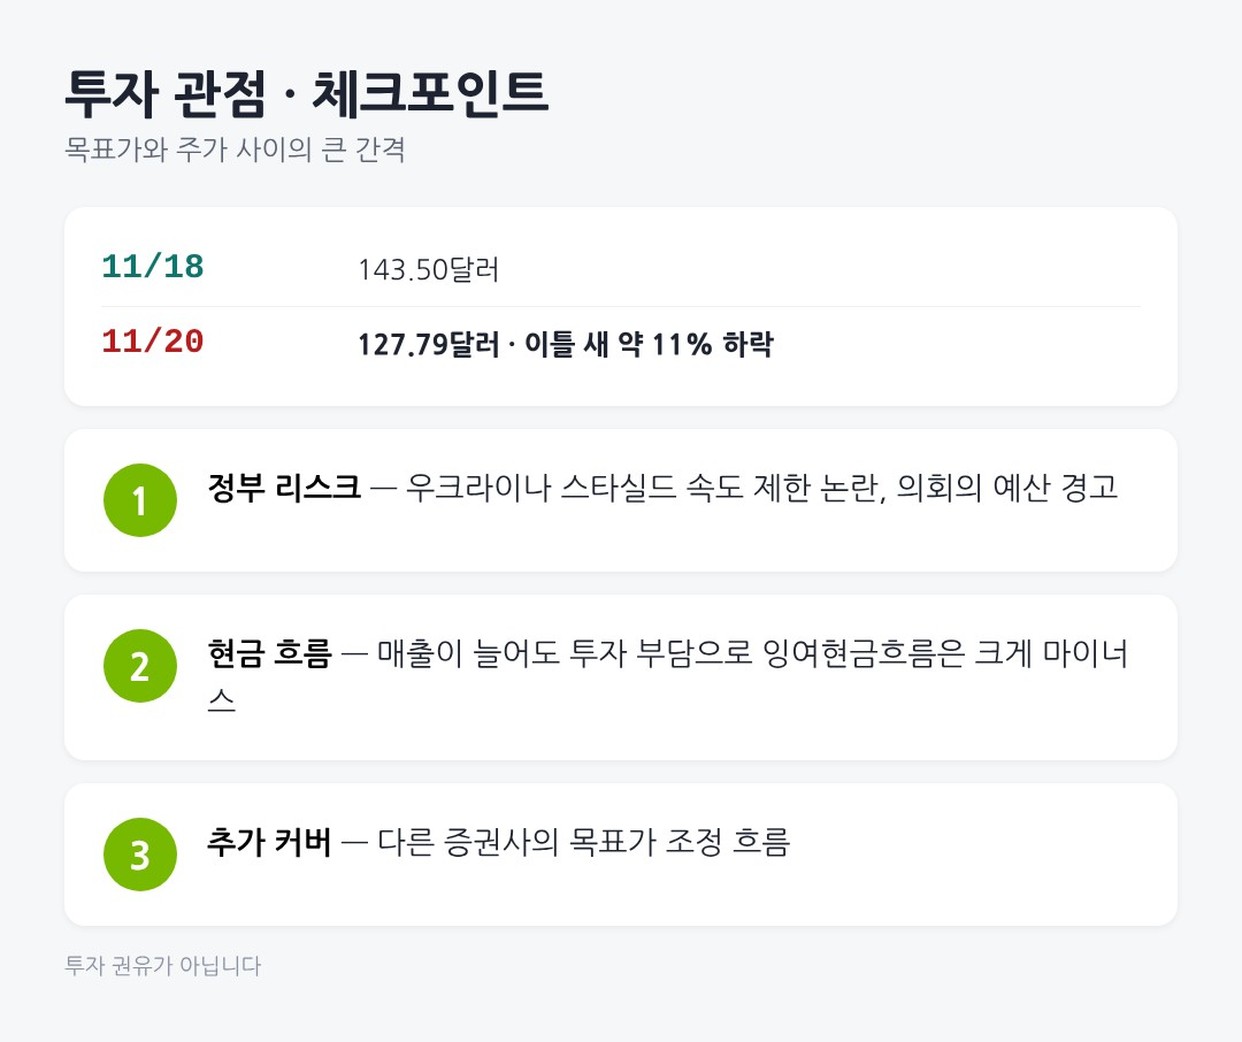 투자 관점 · 체크포인트
목표가와 주가 사이의 큰 간격
11/18 143.50달러
11/20 127.79달러 · 이틀 새 약 11% 하락
1 정부 리스크 — 우크라이나 스타실드 속도 제한 논란, 의회의 예산 경고
2 현금 흐름 — 매출이 늘어도 투자 부담으로 잉여현금흐름은 크게 마이너
스
3 추가 커버 — 다른 증권사의 목표가 조정 흐름
투자 권유가 아닙니다